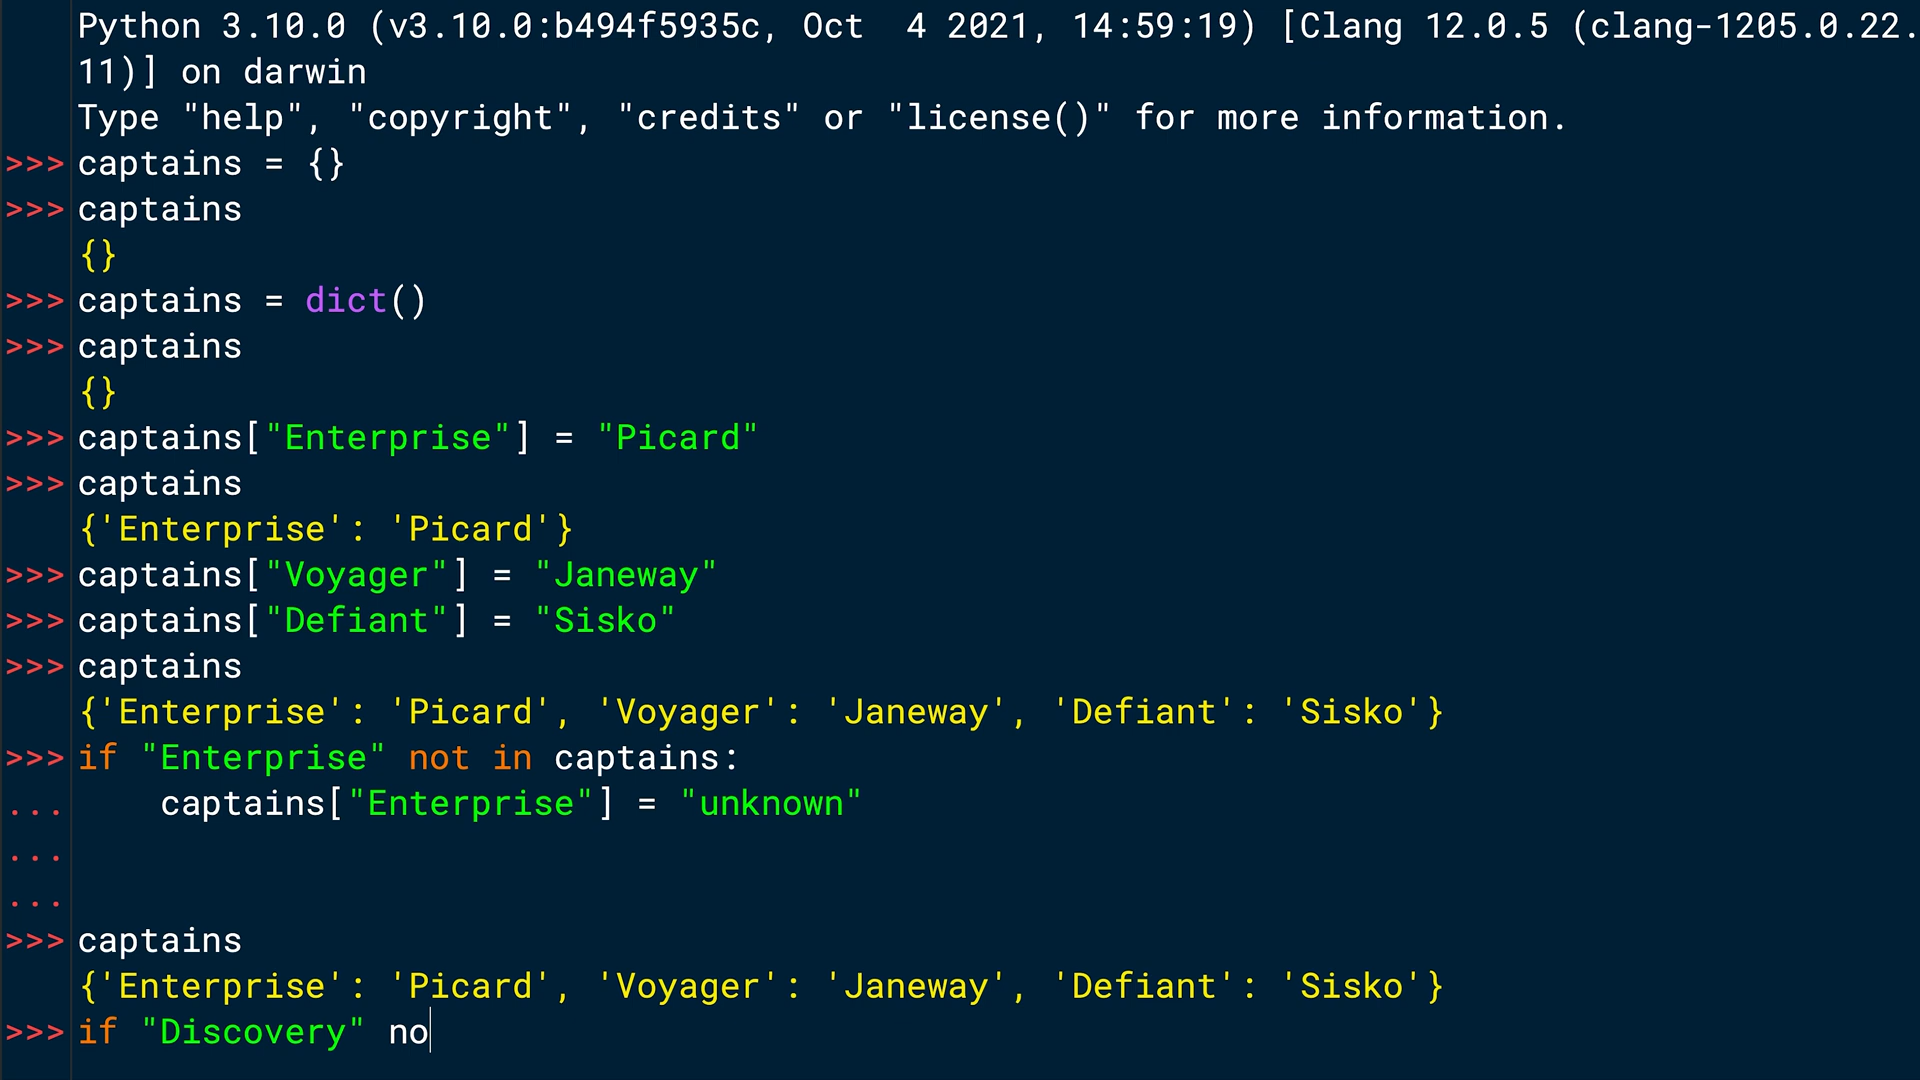 Python 3.10.0 (v3.10.0:b494f5935c, Oct  4 2021, 14:59:19) [Clang 12.0.5 (clang-1205.0.22.
11)] on darwin
Type "help", "copyright", "credits" or "license()" for more information.
>>> captains = {}
>>> captains
{}
>>> captains = dict()
>>> captains
{}
>>> captains["Enterprise"] = "Picard"
>>> captains
{'Enterprise': 'Picard'}
>>> captains["Voyager"] = "Janeway"
>>> captains["Defiant"] = "Sisko"
>>> captains
{'Enterprise': 'Picard', 'Voyager': 'Janeway', 'Defiant': 'Sisko'}
>>> if "Enterprise" not in captains:
...     captains["Enterprise"] = "unknown"
...
...
>>> captains
{'Enterprise': 'Picard', 'Voyager': 'Janeway', 'Defiant': 'Sisko'}
>>> if "Discovery" no